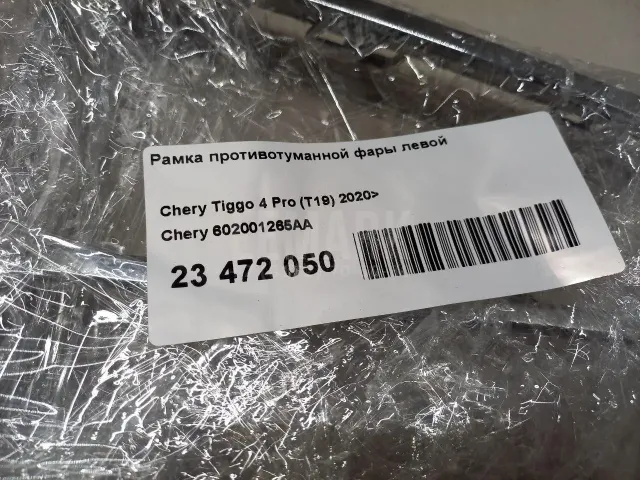 Рамка противотуманной фары левой
Chery Tiggo 4 Pro (T19) 2020>
Chery 602001265AA
23 472 050